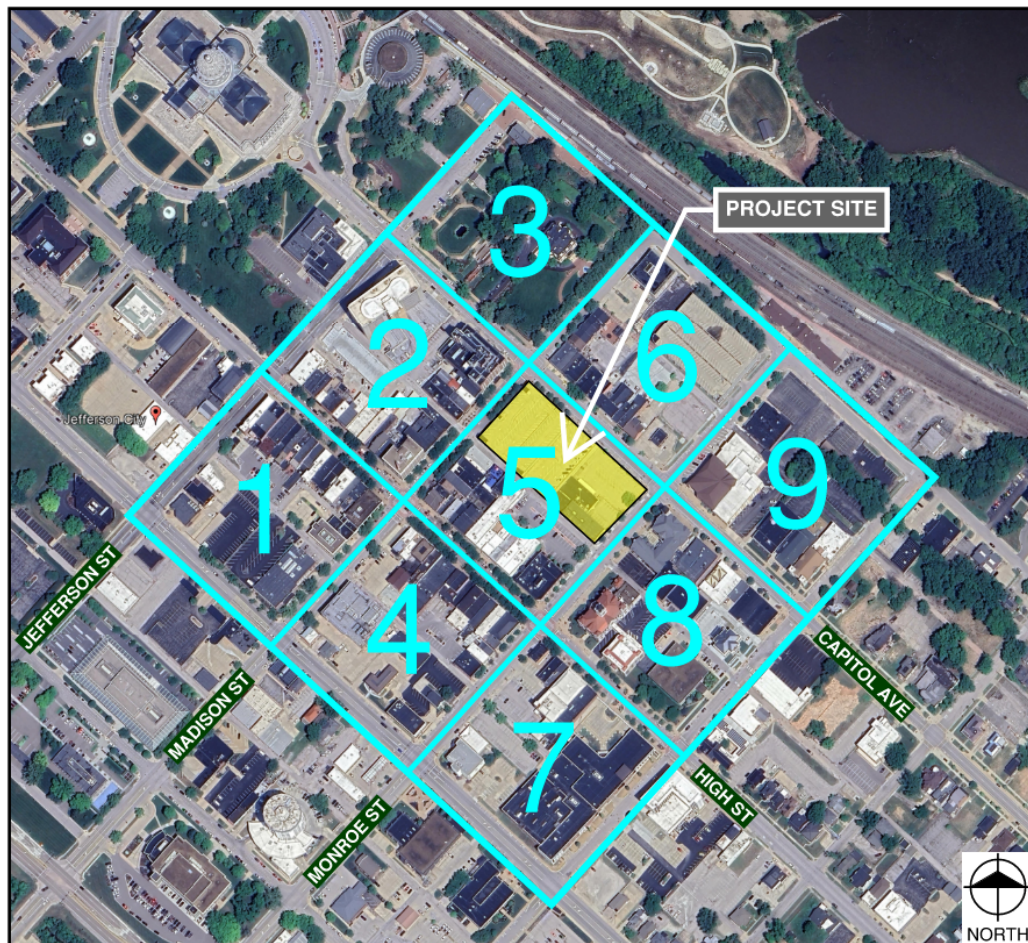 3
PROJECT SITE
2
6
Jefferson City
5
9
1
JEFFERSON ST
4
8
CAPITOL AVE
MADISON ST
7
HIGH ST
MONROE ST
NORTH